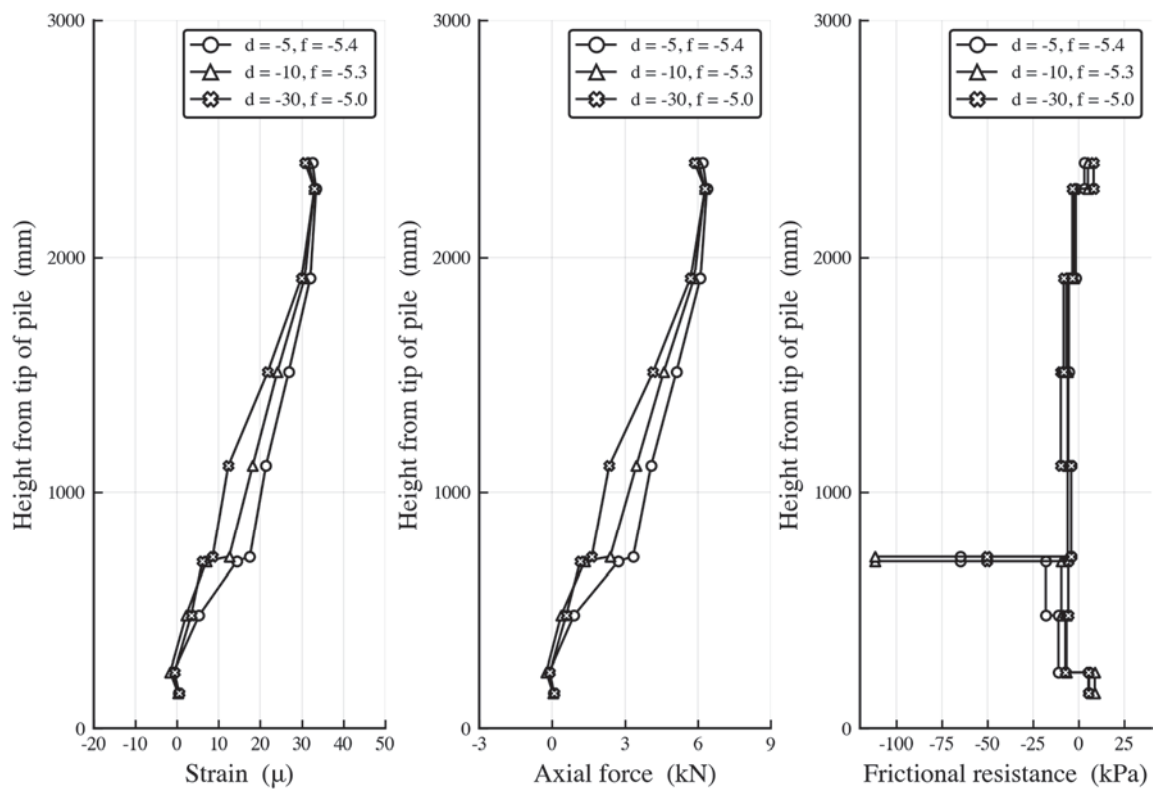 3000
2000
1000
0
Height from tip of pile (mm)
d = -5, f = -5.4
d = -10, f = -5.3
d = -30, f = -5.0
-20 -10 0 10 20 30 40 50
Strain (μ)
3000
2000
1000
0
Height from tip of pile (mm)
d = -5, f = -5.4
d = -10, f = -5.3
d = -30, f = -5.0
-3 0 3 6 9
Axial force (kN)
3000
2000
1000
0
Height from tip of pile (mm)
d = -5, f = -5.4
d = -10, f = -5.3
d = -30, f = -5.0
-100 -75 -50 -25 0 25
Frictional resistance (kPa)